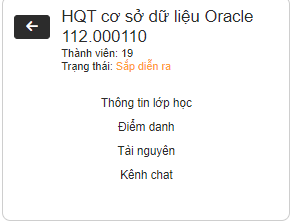 HQT cơ sở dữ liệu Oracle
112.000110
Thành viên: 19
Trạng thái: Sắp diễn ra
Thông tin lớp học
Điểm danh
Tài nguyên
Kênh chat